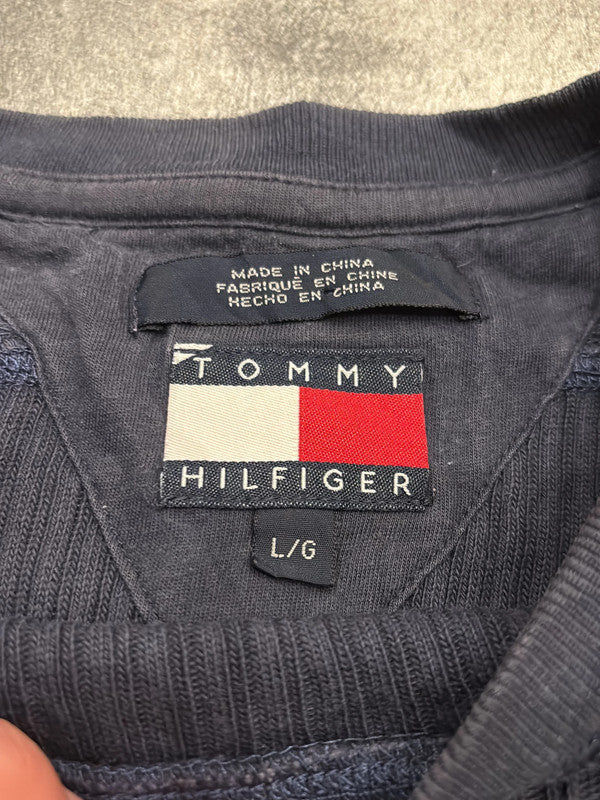 MADE IN CHINA
FABRIQUÉ EN CHINE
HECHO EN CHINA
TOMMY
HILFIGER
L/G